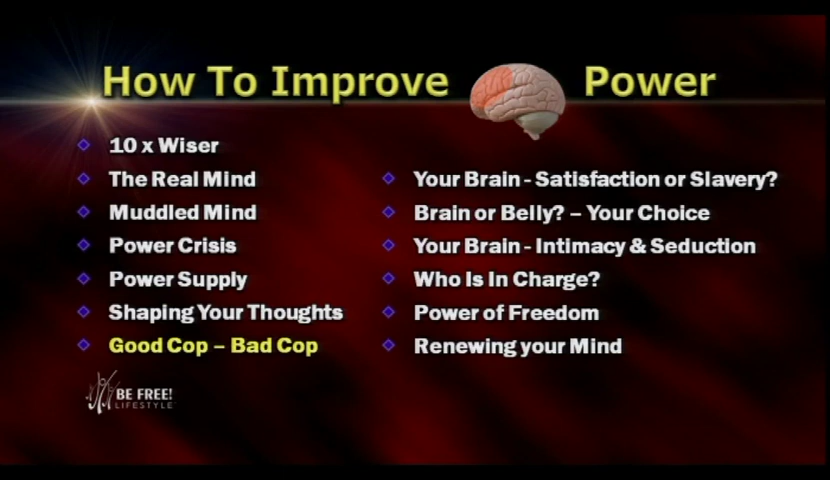 How To Improve Power
10 x Wiser
The Real Mind
Muddled Mind
Power Crisis
Power Supply
Shaping Your Thoughts
Good Cop – Bad Cop
Your Brain - Satisfaction or Slavery?
Brain or Belly? – Your Choice
Your Brain - Intimacy & Seduction
Who Is In Charge?
Power of Freedom
Renewing your Mind
BE FREE!
LIFESTYLE